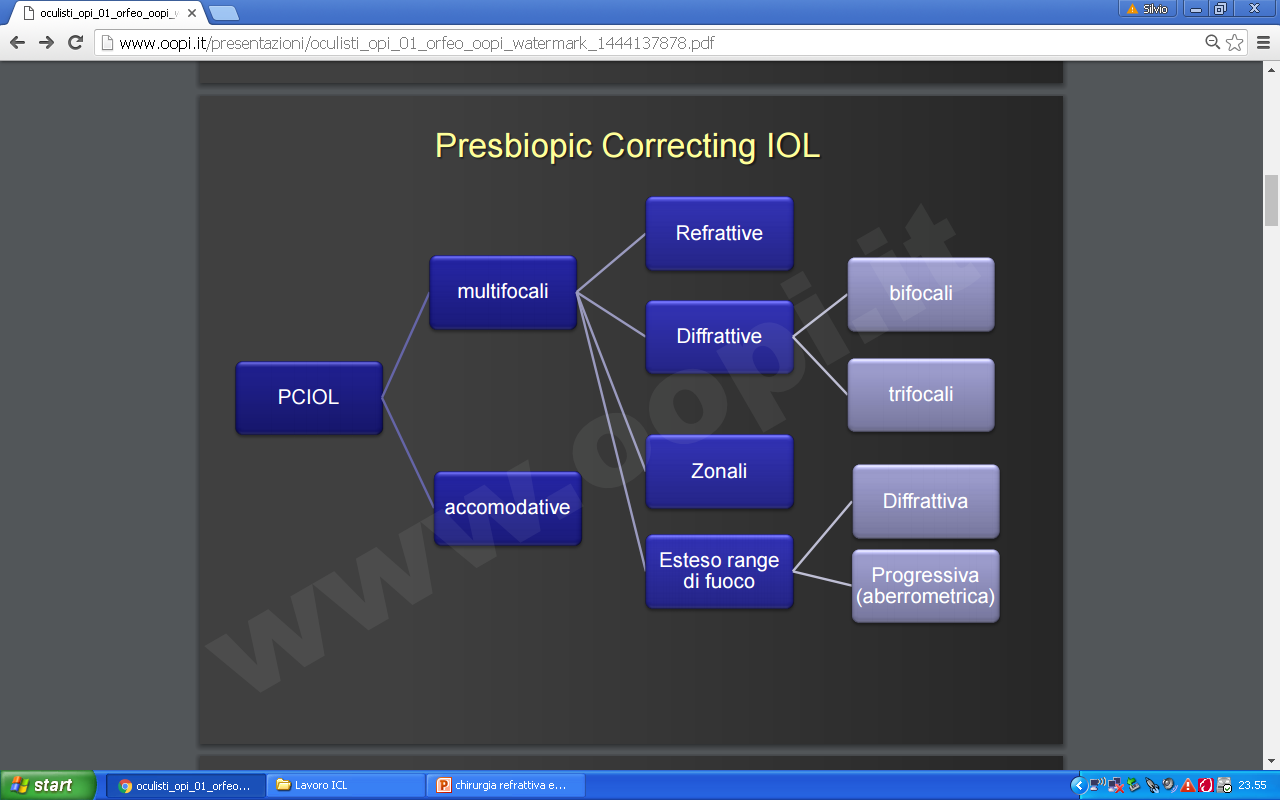 oculisti_opi_01_orfeo_oopi_w
Silvio
www.oopi.it/presentazioni/oculisti_opi_01_orfeo_oopi_watermark_1444137878.pdf
Presbiopic Correcting IOL
Refrattive
multifocali
bifocali
Diffrattive
trifocali
PCIOL
Zonali
Diffrattiva
accomodative
Esteso range
di fuoco
Progressiva
(aberrometrica)
www.oopi.it
start
oculisti_opi_01_orfeo...
Lavoro ICL
chirurgia refrattiva e...
23.55